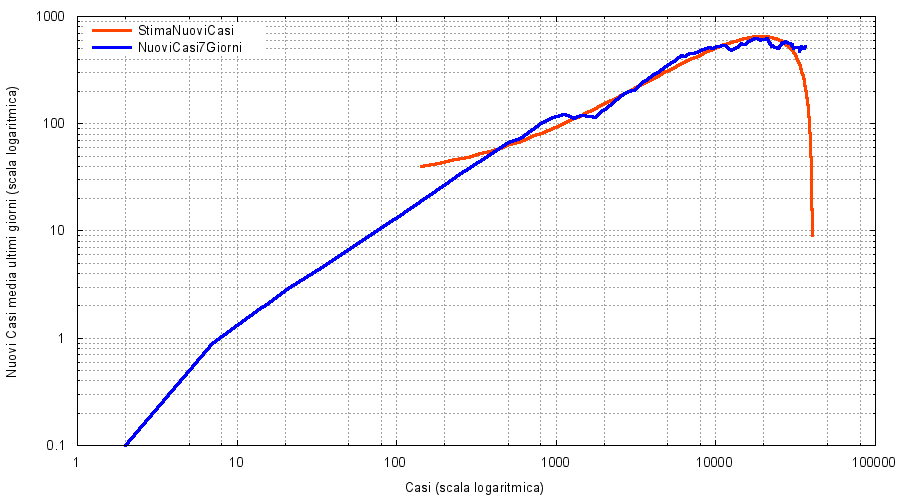 1000
StimaNuoviCasi
NuoviCasi7Giorni
100
10
1
0.1
Nuovi Casi media ultimi giorni (scala logaritmica)
1 10 100 1000 10000 100000
Casi (scala logaritmica)